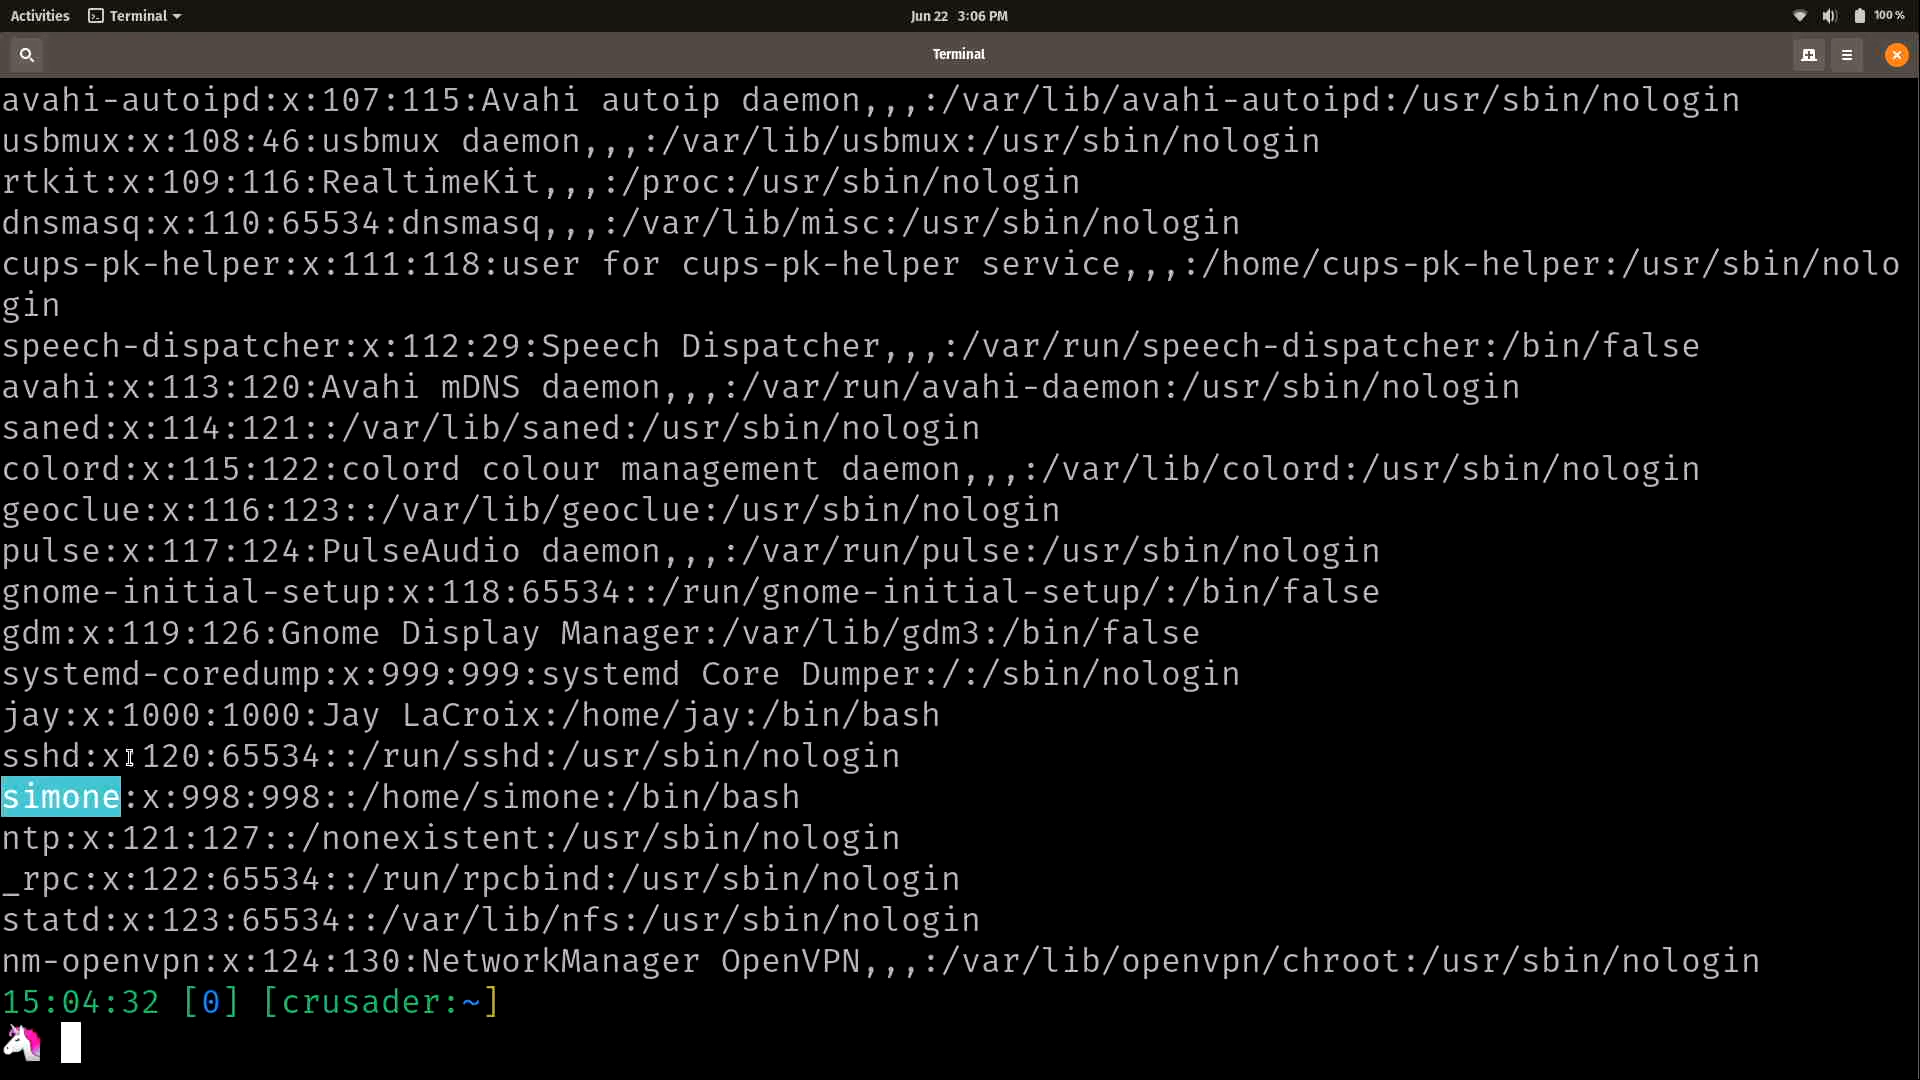 Activities Terminal Jun 22 3:06 PM 100 %
Terminal
avahi-autoipd:x:107:115:Avahi autoip daemon,,,:/var/lib/avahi-autoipd:/usr/sbin/nologin
usbmux:x:108:46:usbmux daemon,,,:/var/lib/usbmux:/usr/sbin/nologin
rtkit:x:109:116:RealtimeKit,,,:/proc:/usr/sbin/nologin
dnsmasq:x:110:65534:dnsmasq,,,:/var/lib/misc:/usr/sbin/nologin
cups-pk-helper:x:111:118:user for cups-pk-helper service,,,:/home/cups-pk-helper:/usr/sbin/nolo
gin
speech-dispatcher:x:112:29:Speech Dispatcher,,,:/var/run/speech-dispatcher:/bin/false
avahi:x:113:120:Avahi mDNS daemon,,,:/var/run/avahi-daemon:/usr/sbin/nologin
saned:x:114:121::/var/lib/saned:/usr/sbin/nologin
colord:x:115:122:colord colour management daemon,,,:/var/lib/colord:/usr/sbin/nologin
geoclue:x:116:123::/var/lib/geoclue:/usr/sbin/nologin
pulse:x:117:124:PulseAudio daemon,,,:/var/run/pulse:/usr/sbin/nologin
gnome-initial-setup:x:118:65534::/run/gnome-initial-setup/:/bin/false
gdm:x:119:126:Gnome Display Manager:/var/lib/gdm3:/bin/false
systemd-coredump:x:999:999:systemd Core Dumper:/:/sbin/nologin
jay:x:1000:1000:Jay LaCroix:/home/jay:/bin/bash
sshd:x:120:65534::/run/sshd:/usr/sbin/nologin
simone:x:998:998::/home/simone:/bin/bash
ntp:x:121:127::/nonexistent:/usr/sbin/nologin
_rpc:x:122:65534::/run/rpcbind:/usr/sbin/nologin
statd:x:123:65534::/var/lib/nfs:/usr/sbin/nologin
nm-openvpn:x:124:130:NetworkManager OpenVPN,,,:/var/lib/openvpn/chroot:/usr/sbin/nologin
15:04:32 [0] [crusader:~]